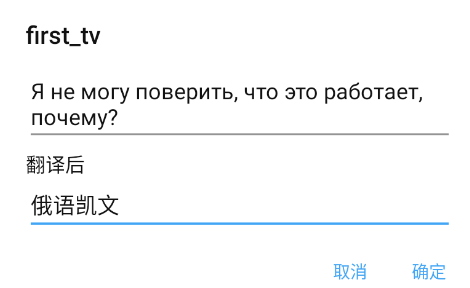 first_tv
Я не могу поверить, что это работает,
почему?
翻译后
俄语凯文
取消 确定